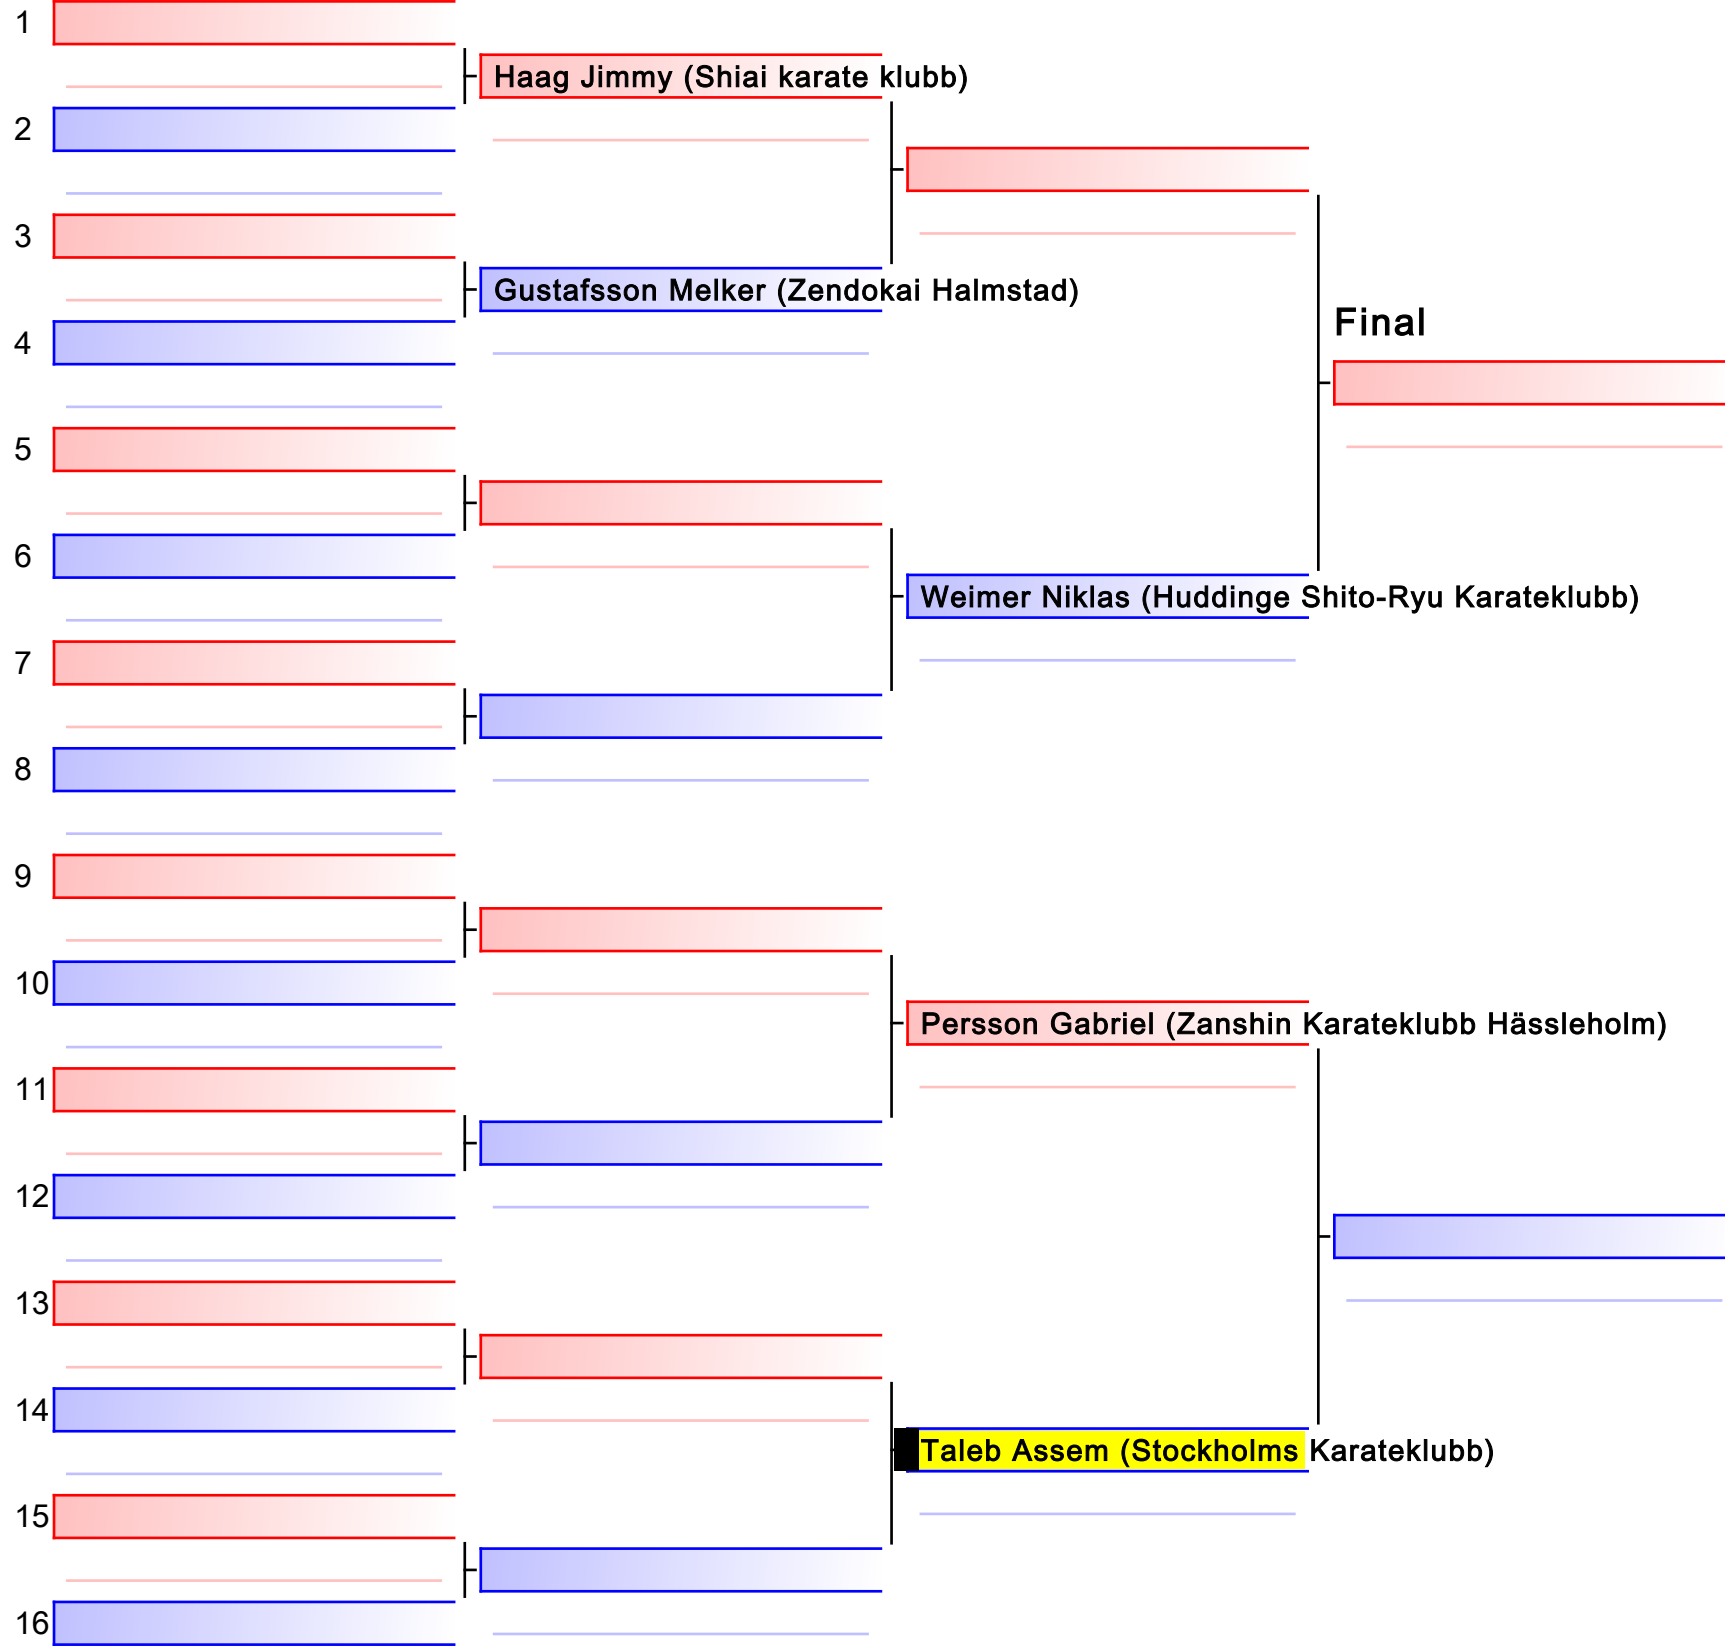 1
Haag Jimmy (Shiai karate klubb)
2
3
Gustafsson Melker (Zendokai Halmstad)
Final
4
5
6
Weimer Niklas (Huddinge Shito-Ryu Karateklubb)
7
8
9
10
Persson Gabriel (Zanshin Karateklubb Hässleholm)
11
12
13
14
Taleb Assem (Stockholms Karateklubb)
15
16